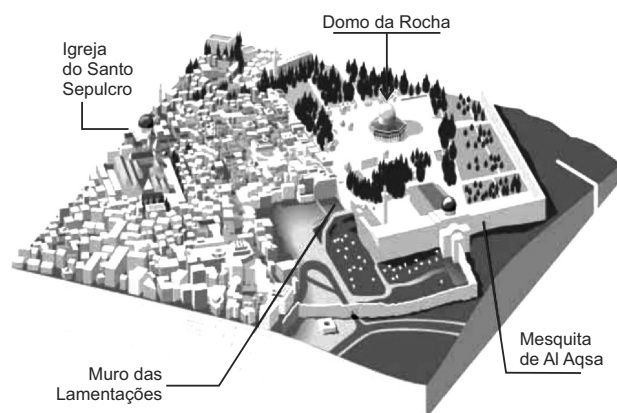 Domo da Rocha
Igreja
do Santo
Sepulcro
Muro das
Lamentações
Mesquita
de Al Aqsa